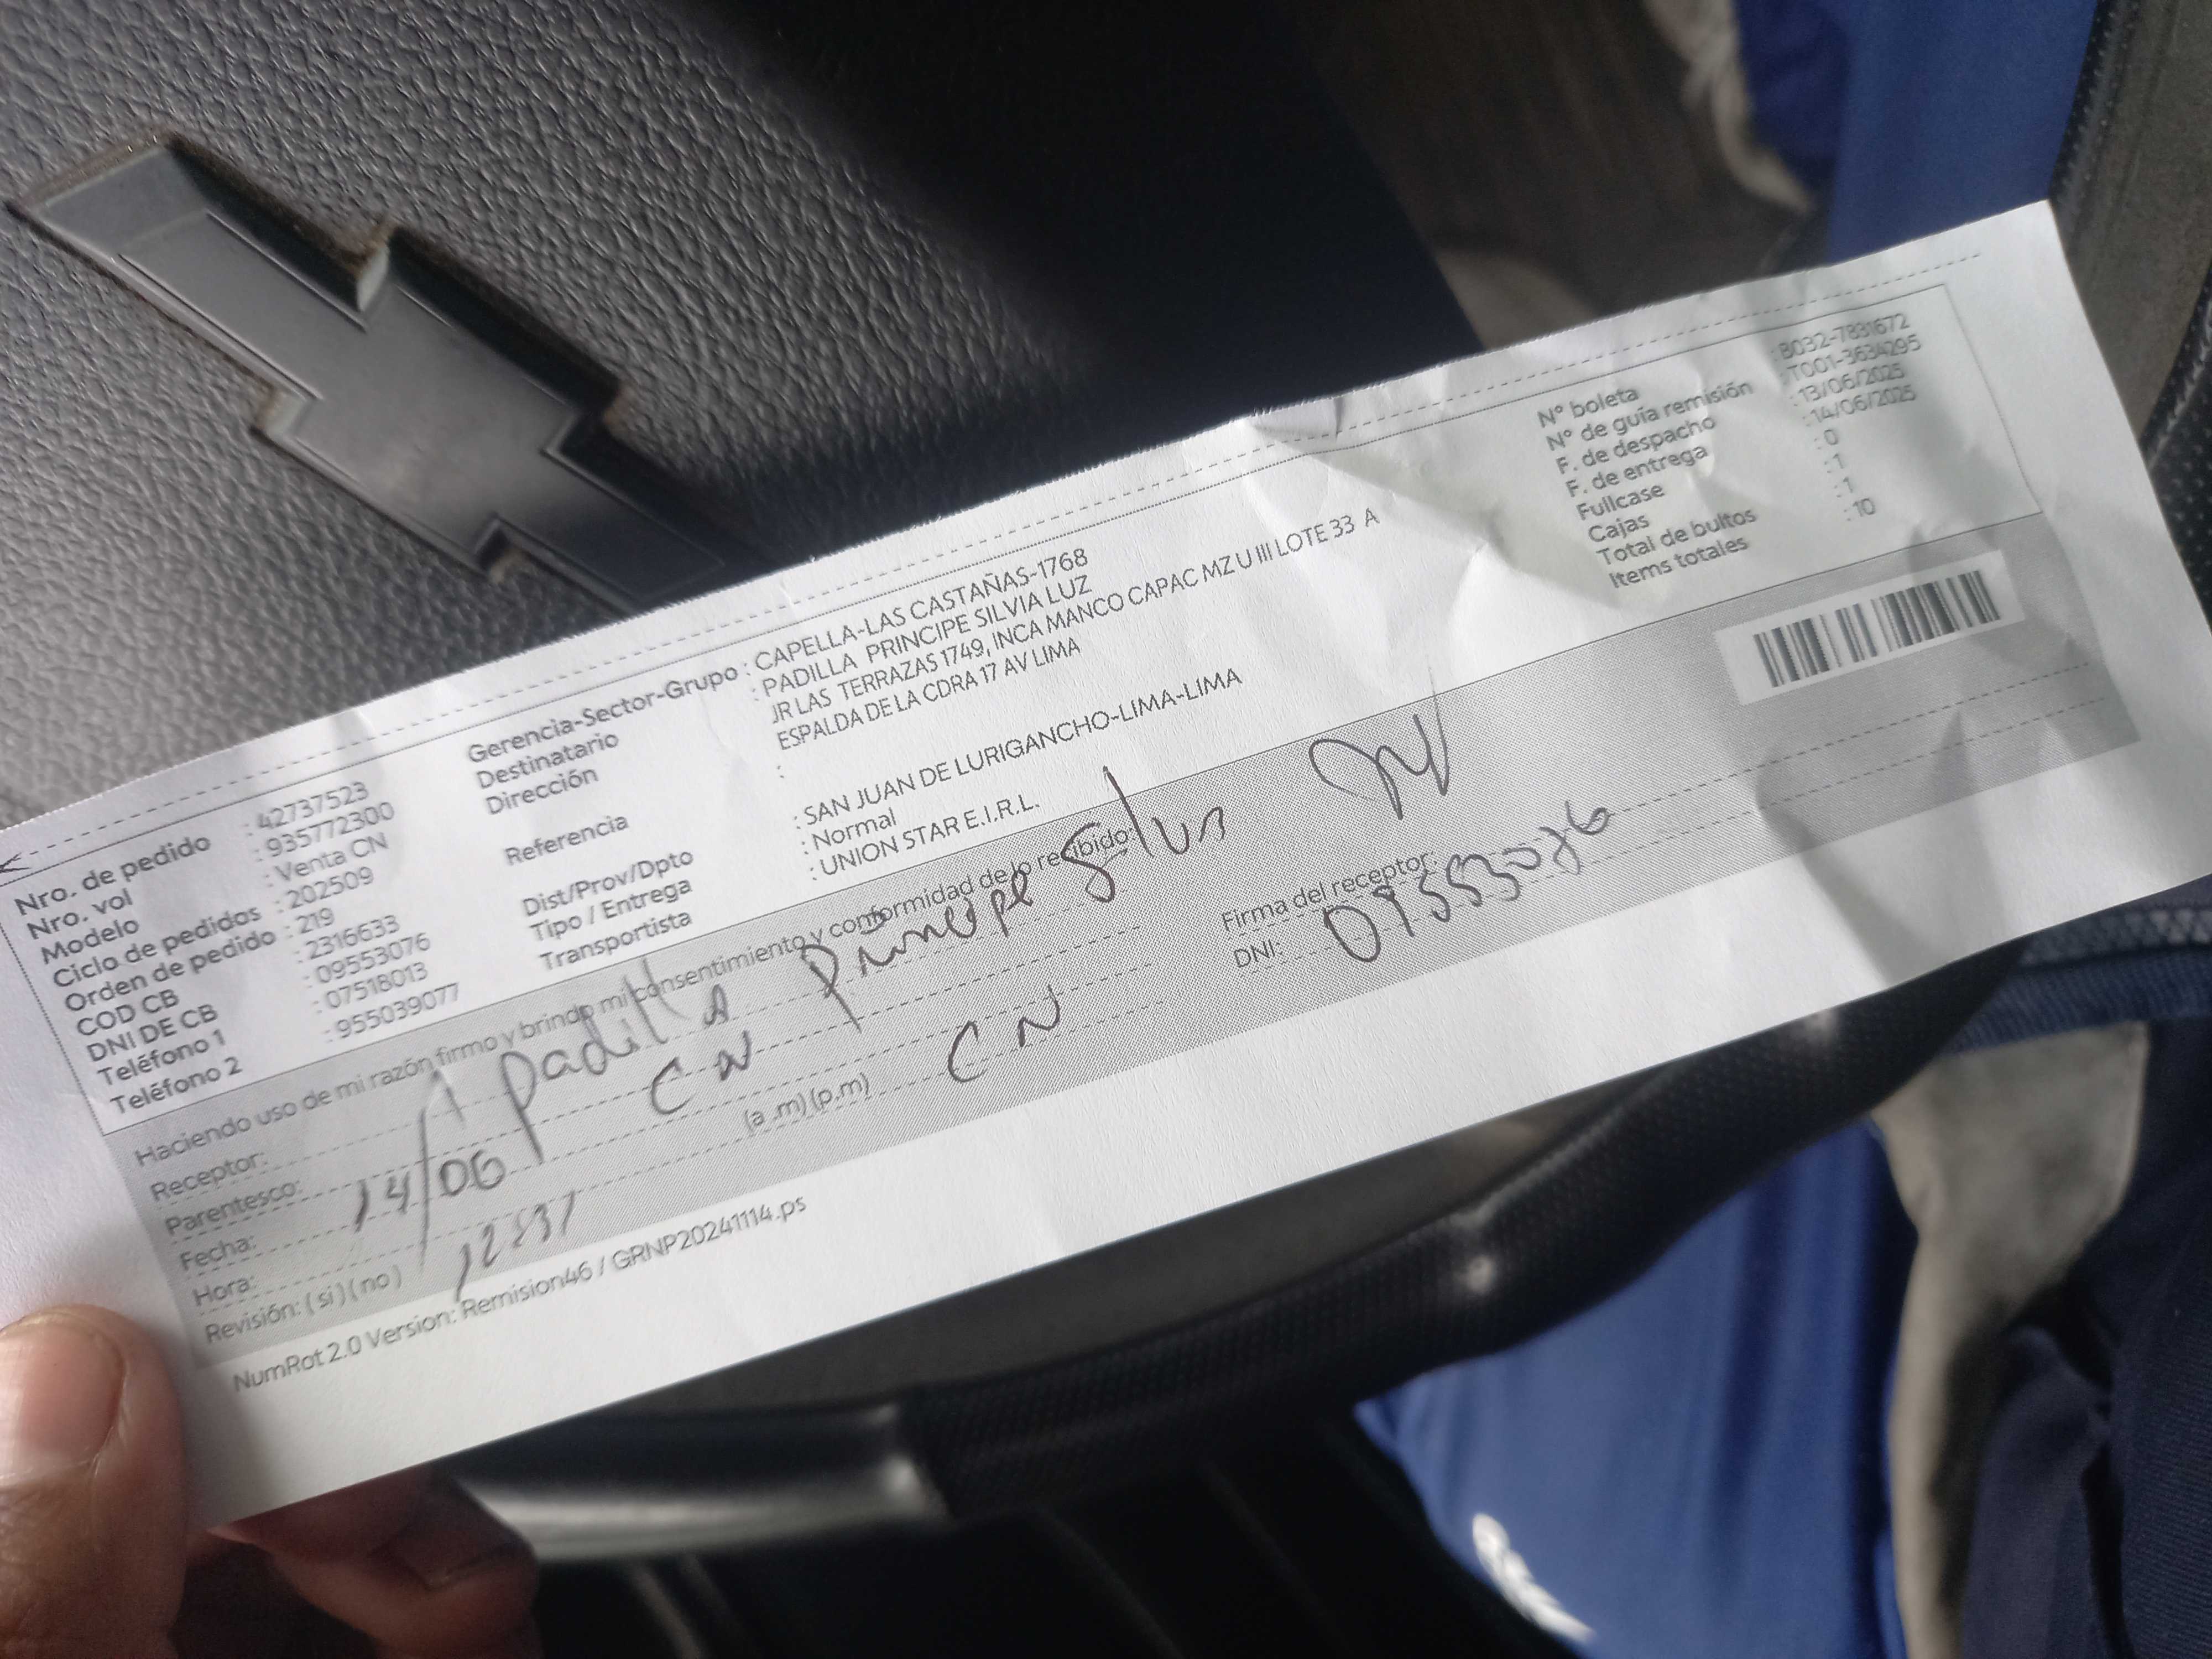 Nro. de pedido : 42737523
Nro. vol : 935772300
Modelo : Venta CN
Ciclo de pedidos : 202509
Orden de pedido : 219
COD CB : 2316633
DNI DE CB : 09553076
Teléfono 1 : 07518013
Teléfono 2 : 955039077
Gerencia-Sector-Grupo : CAPELLA-LAS CASTAÑAS-1768
Destinatario : PADILLA PRINCIPE SILVIA LUZ
Dirección : JR LAS TERRAZAS 1749, INCA MANCO CAPAC MZ U III LOTE 33 A
ESPALDA DE LA CDRA 17 AV LIMA
Referencia :
Dist/Prov/Dpto : SAN JUAN DE LURIGANCHO-LIMA-LIMA
Tipo / Entrega : Normal
Transportista : UNION STAR E.I.R.L.
N° boleta : B032-7831672
N° de guía remisión : T001-3634295
F. de despacho : 13/06/2025
F. de entrega : 14/06/2025
Fullcase : 0
Cajas : 1
Total de bultos : 1
Items totales : 10
Haciendo uso de mi razón firmo y brindo mi consentimiento y conformidad de lo recibido:
Receptor: Padilla Principe
Parentesco: CN CN
Fecha: 14/06
Hora: (a.m) (p.m)
Revisión: (si) (no)
Firma del receptor:
DNI: 09553076
NumRot 2.0 Version: Remision46 / GRNP20241114.ps